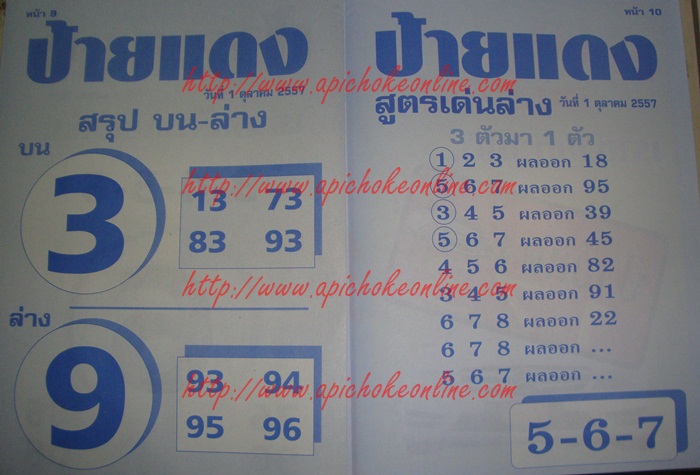 หน้า 9
ป้ายแดง
วันที่ 1 ตุลาคม 2557
สรุป บน-ล่าง
บน
3
13 73
83 93
ล่าง
9
93 94
95 96
หน้า 10
ป้ายแดง
สูตรเด่นล่าง วันที่ 1 ตุลาคม 2557
3 ตัวมา 1 ตัว
1 2 3 ผลออก 18
5 6 7 ผลออก 95
3 4 5 ผลออก 39
5 6 7 ผลออก 45
4 5 6 ผลออก 82
3 4 5 ผลออก 91
6 7 8 ผลออก 22
6 7 8 ผลออก ...
5 6 7 ผลออก ...
5-6-7
http://www.apichokeonline.com
http://www.apichokeonline.com
http://www.apichokeonline.com
http://www.apichokeonline.com